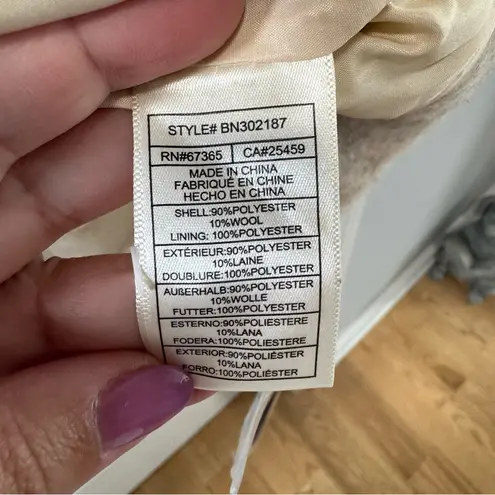 STYLE# BN302187
RN#67365 CA#25459
MADE IN CHINA
FABRIQUÉ EN CHINE
HECHO EN CHINA
SHELL:90%POLYESTER
10%WOOL
LINING: 100%POLYESTER
EXTÉRIEUR:90%POLYESTER
10%LAINE
DOUBLURE:100%POLYESTER
AUßERHALB:90%POLYESTER
10%WOLLE
FUTTER:100%POLYESTER
ESTERNO:90%POLIESTERE
10%LANA
FODERA:100%POLIESTERE
EXTERIOR:90%POLIÉSTER
10%LANA
FORRO:100%POLIÉSTER